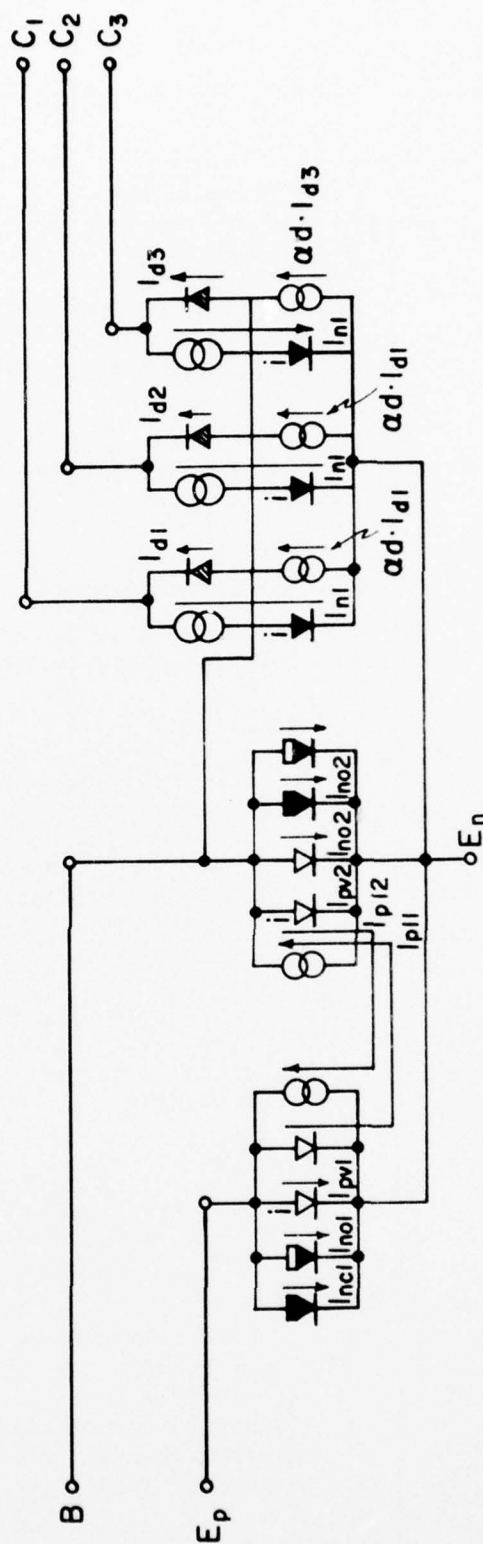 C1
C2
C3
B
Ep
En
Id1
Id2
Id3
i
In1
i
In1
i
In1
αd·Id1
αd·Id1
αd·Id3
Inc1
Ino1
i
Ipv1
i
Ipv2
Ino2
Ino2
Ip12
Ip11